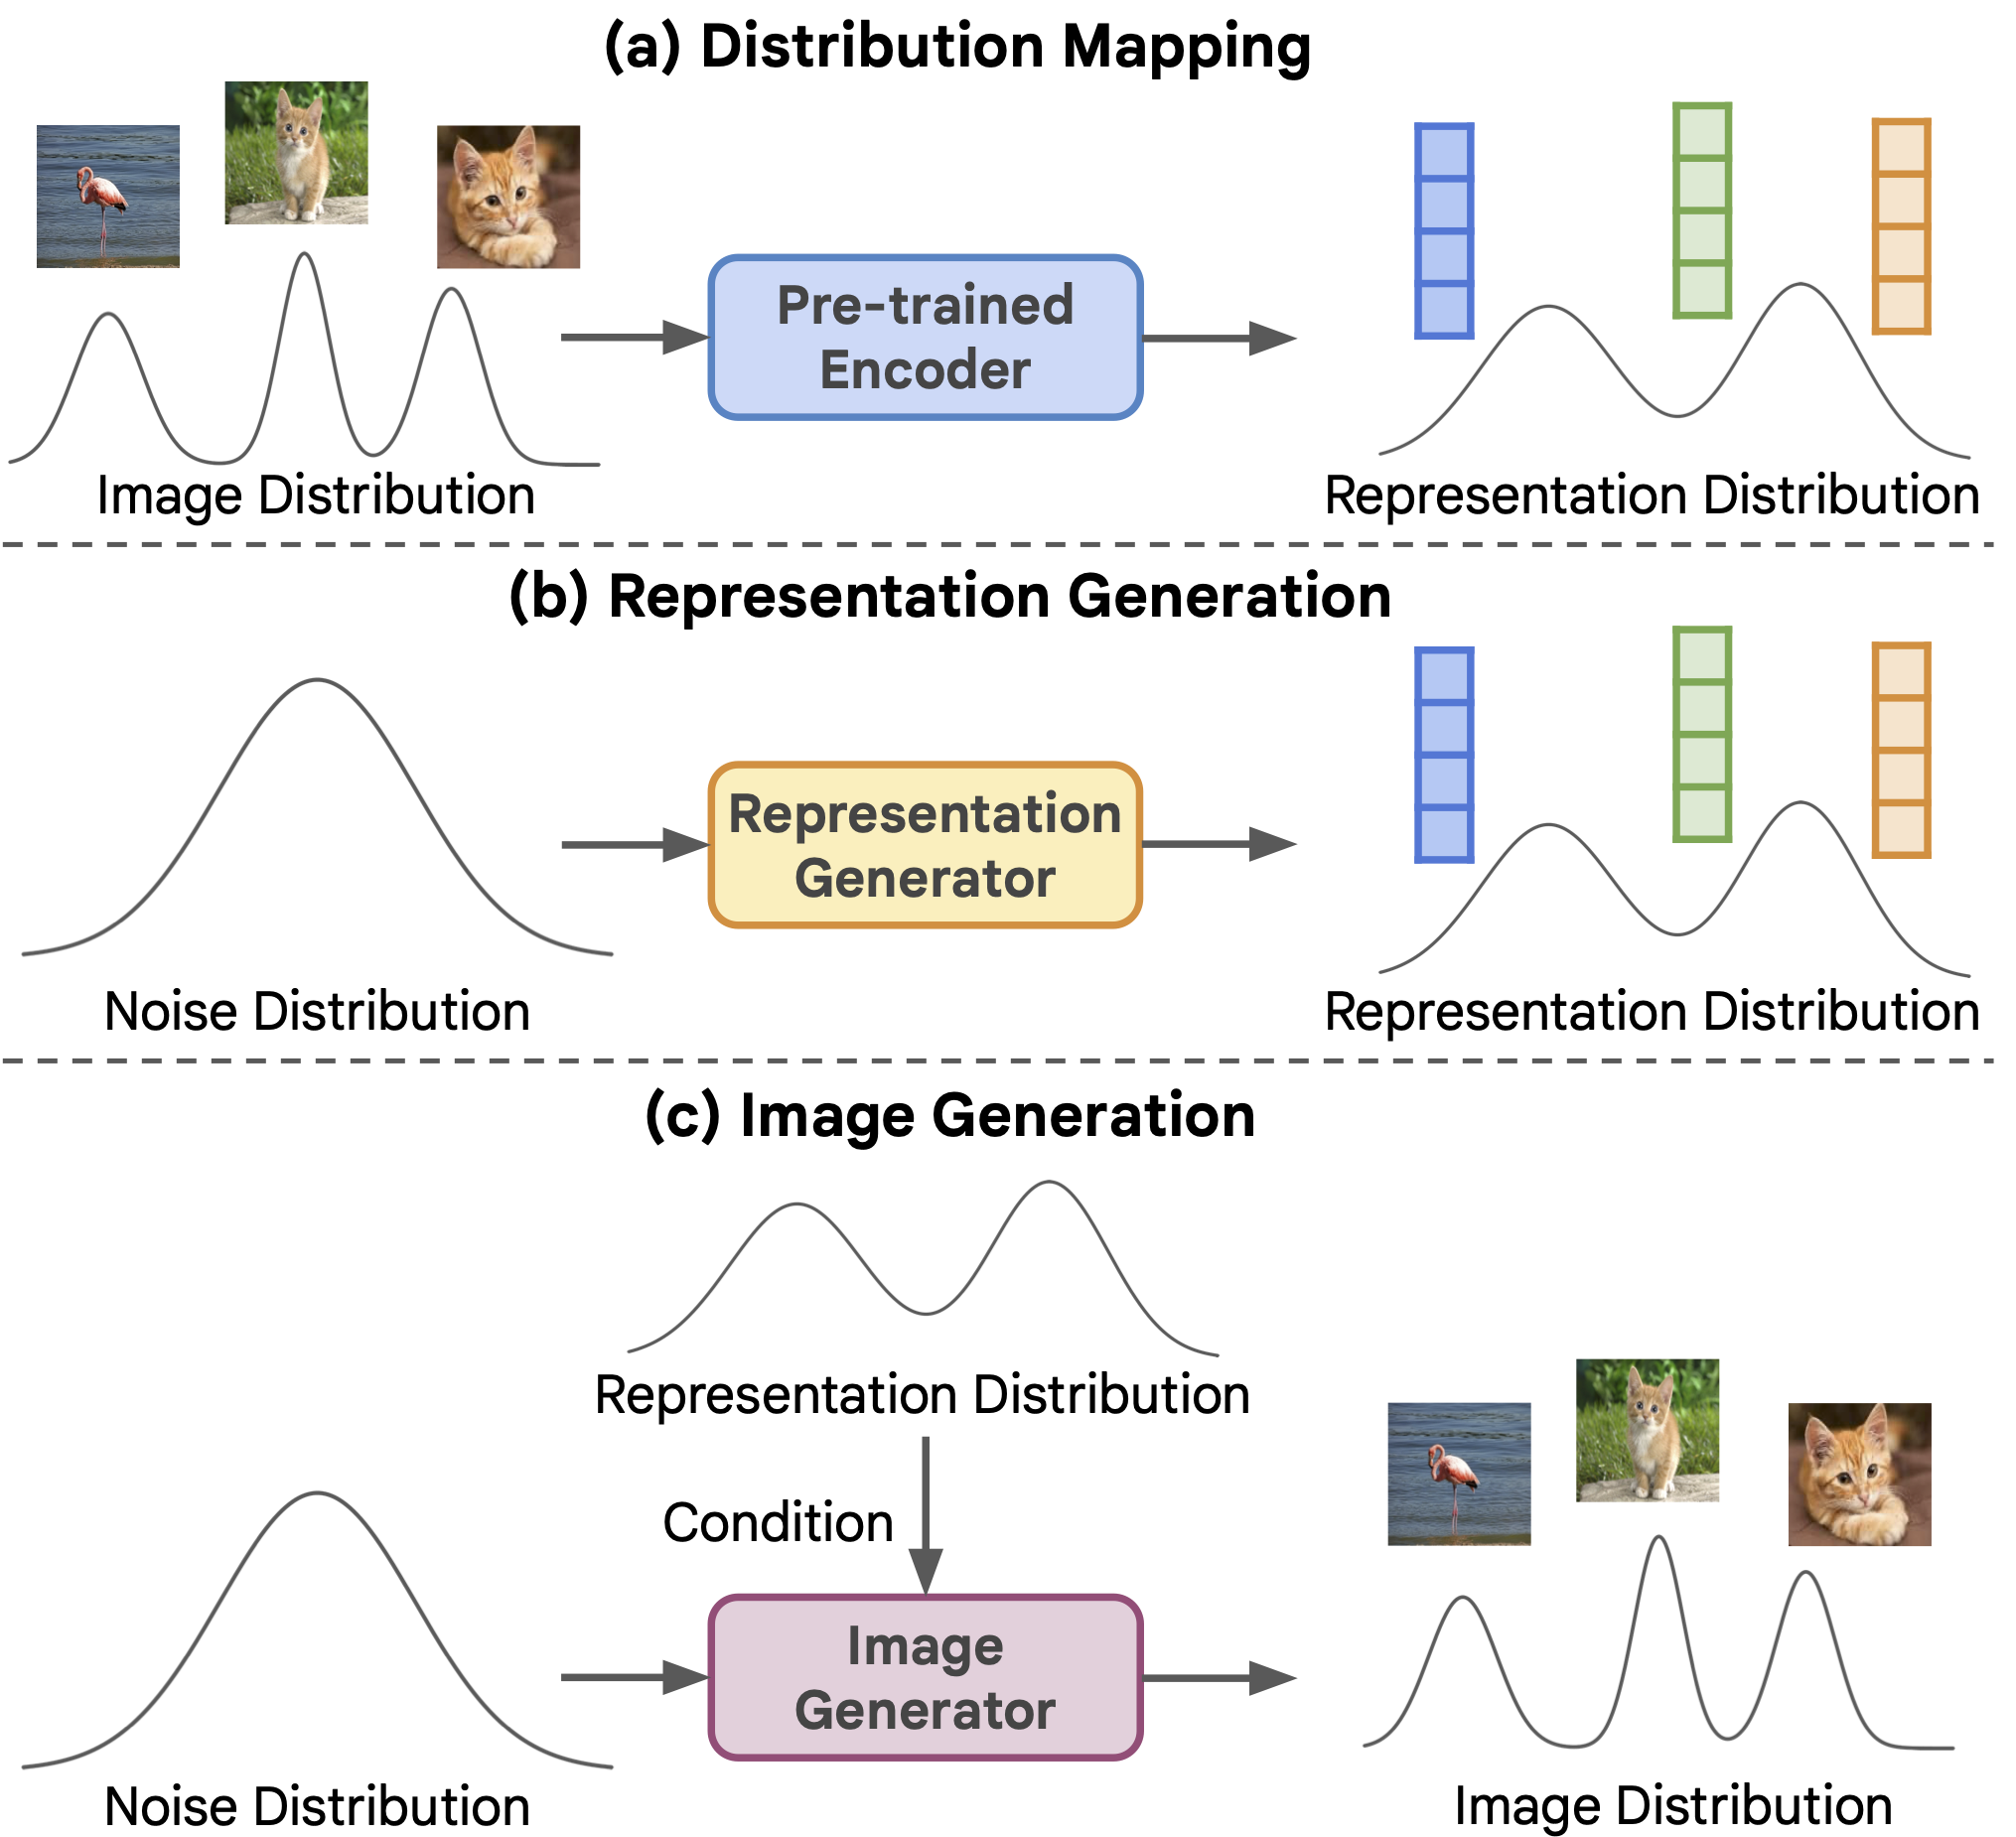 (a) Distribution Mapping
Pre-trained
Encoder
Image Distribution
Representation Distribution
(b) Representation Generation
Representation
Generator
Noise Distribution
Representation Distribution
(c) Image Generation
Representation Distribution
Condition
Image
Generator
Noise Distribution
Image Distribution